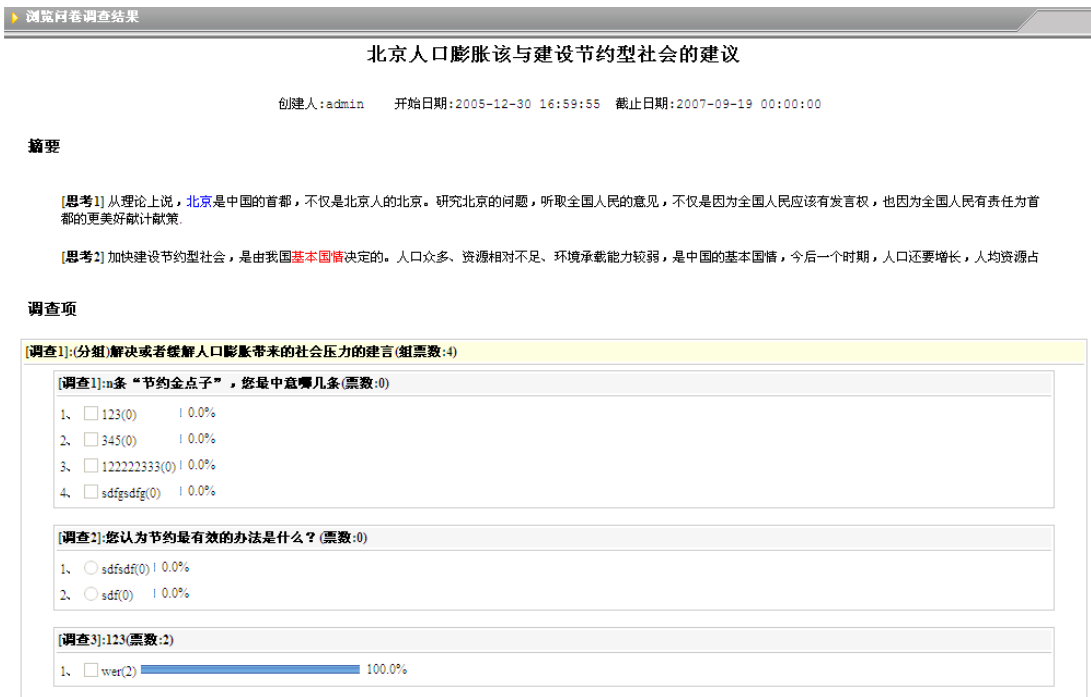 浏览问卷调查结果
北京人口膨胀该与建设节约型社会的建议
创建人:admin 开始日期:2005-12-30 16:59:55 截止日期:2007-09-19 00:00:00
摘要
[思考1] 从理论上说，北京是中国的首都，不仅是北京人的北京。研究北京的问题，听取全国人民的意见，不仅是因为全国人民应该有发言权，也因为全国人民有责任为首
都的更美好献计献策.
[思考2] 加快建设节约型社会，是由我国基本国情决定的。人口众多、资源相对不足、环境承载能力较弱，是中国的基本国情，今后一个时期，人口还要增长，人均资源占
调查项
[调查1]:(分组)解决或者缓解人口膨胀带来的社会压力的建言(组票数:4)
[调查1]:n条“节约金点子”，您最中意哪几条(票数:0)
1、 123(0) 0.0%
2、 345(0) 0.0%
3、 122222333(0) 0.0%
4、 sdfgsdfg(0) 0.0%
[调查2]:您认为节约最有效的办法是什么？(票数:0)
1、 sdfsdf(0) 0.0%
2、 sdf(0) 0.0%
[调查3]:123(票数:2)
1、 wer(2) 100.0%